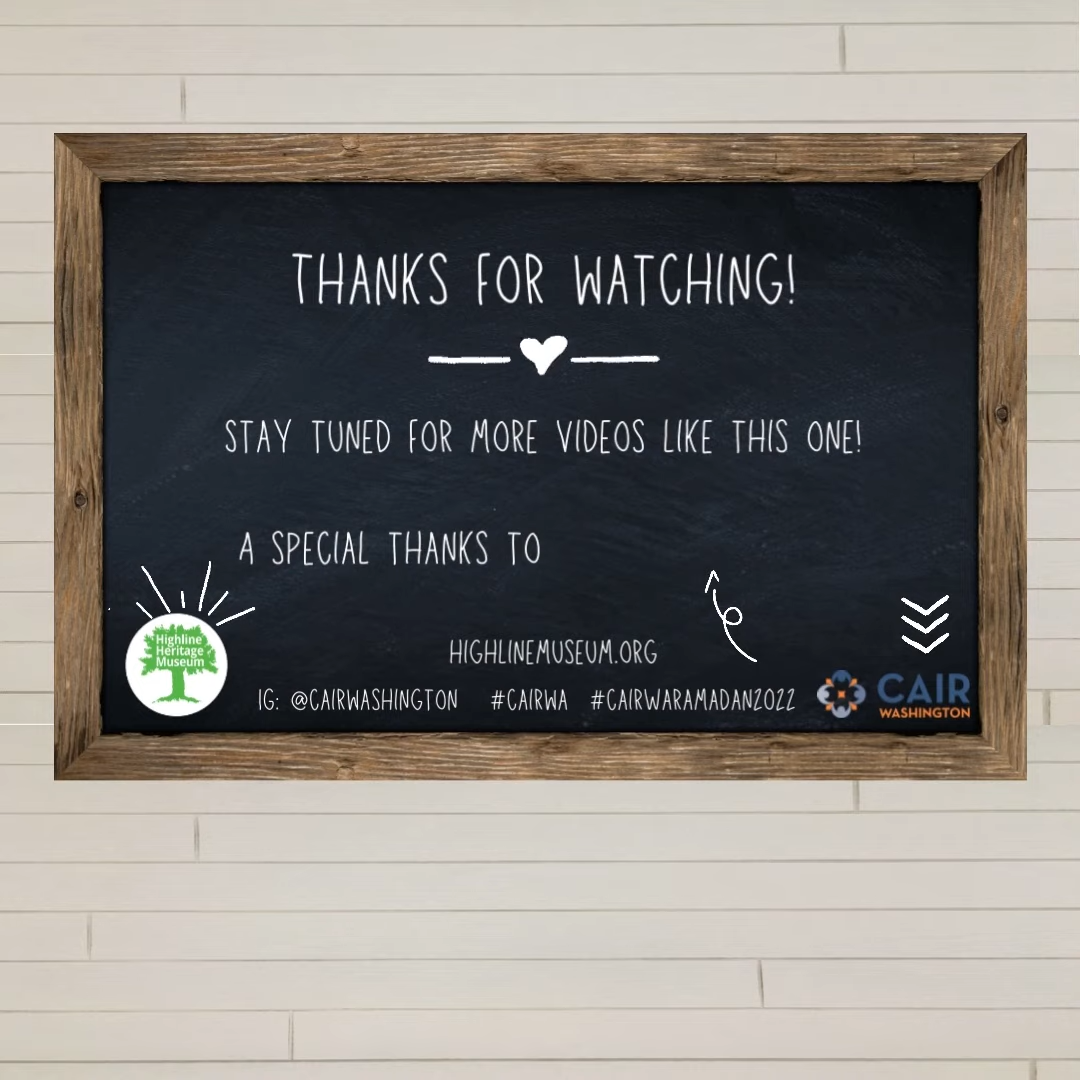 THANKS FOR WATCHING!
STAY TUNED FOR MORE VIDEOS LIKE THIS ONE!
A SPECIAL THANKS TO
Highline
Heritage
Museum
HIGHLINEMUSEUM.ORG
IG: @CAIRWASHINGTON #CAIRWA #CAIRWARAMADAN2022
CAIR
WASHINGTON